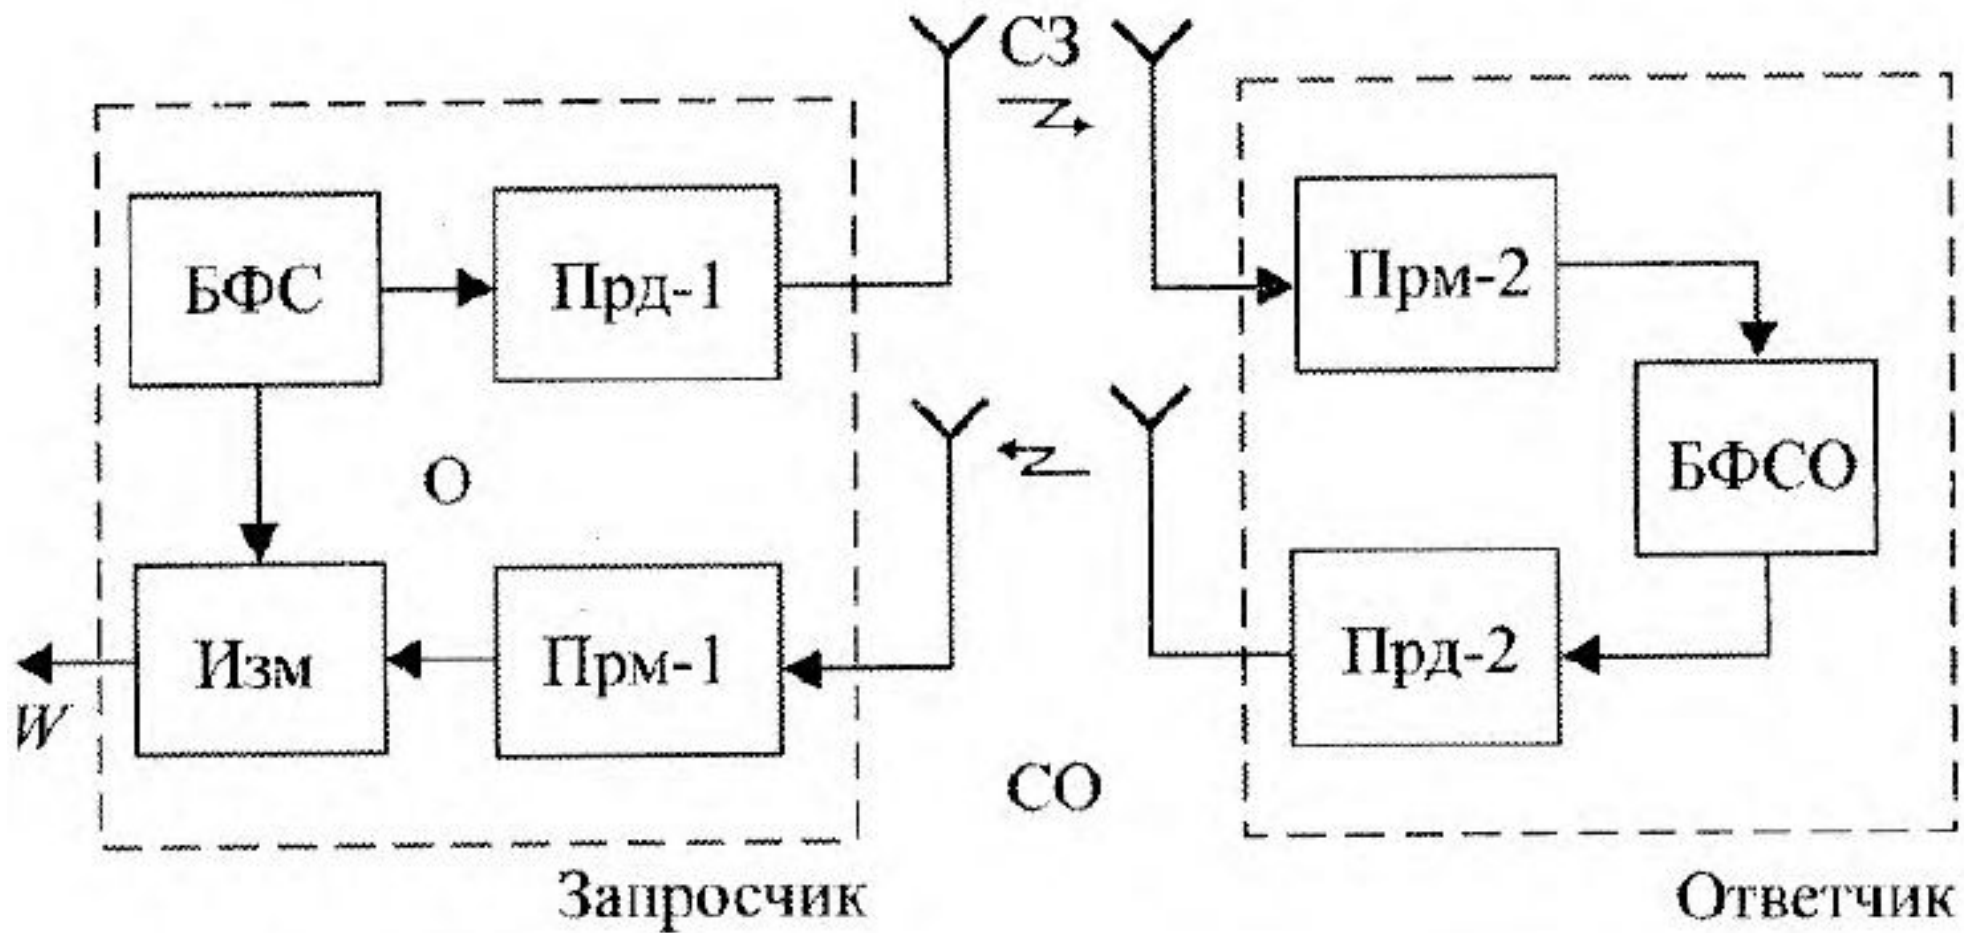 СЗ
БФС
Прд-1
Прм-2
О
БФСО
Изм
Прм-1
Прд-2
W
СО
Запросчик
Ответчик